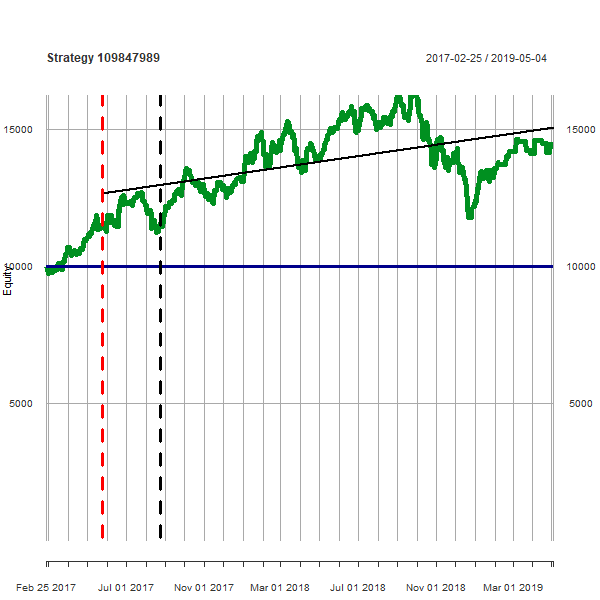 Strategy 109847989
2017-02-25 / 2019-05-04
15000
15000
10000
10000
Equity
5000
5000
Feb 25 2017
Jul 01 2017
Nov 01 2017
Mar 01 2018
Jul 01 2018
Nov 01 2018
Mar 01 2019